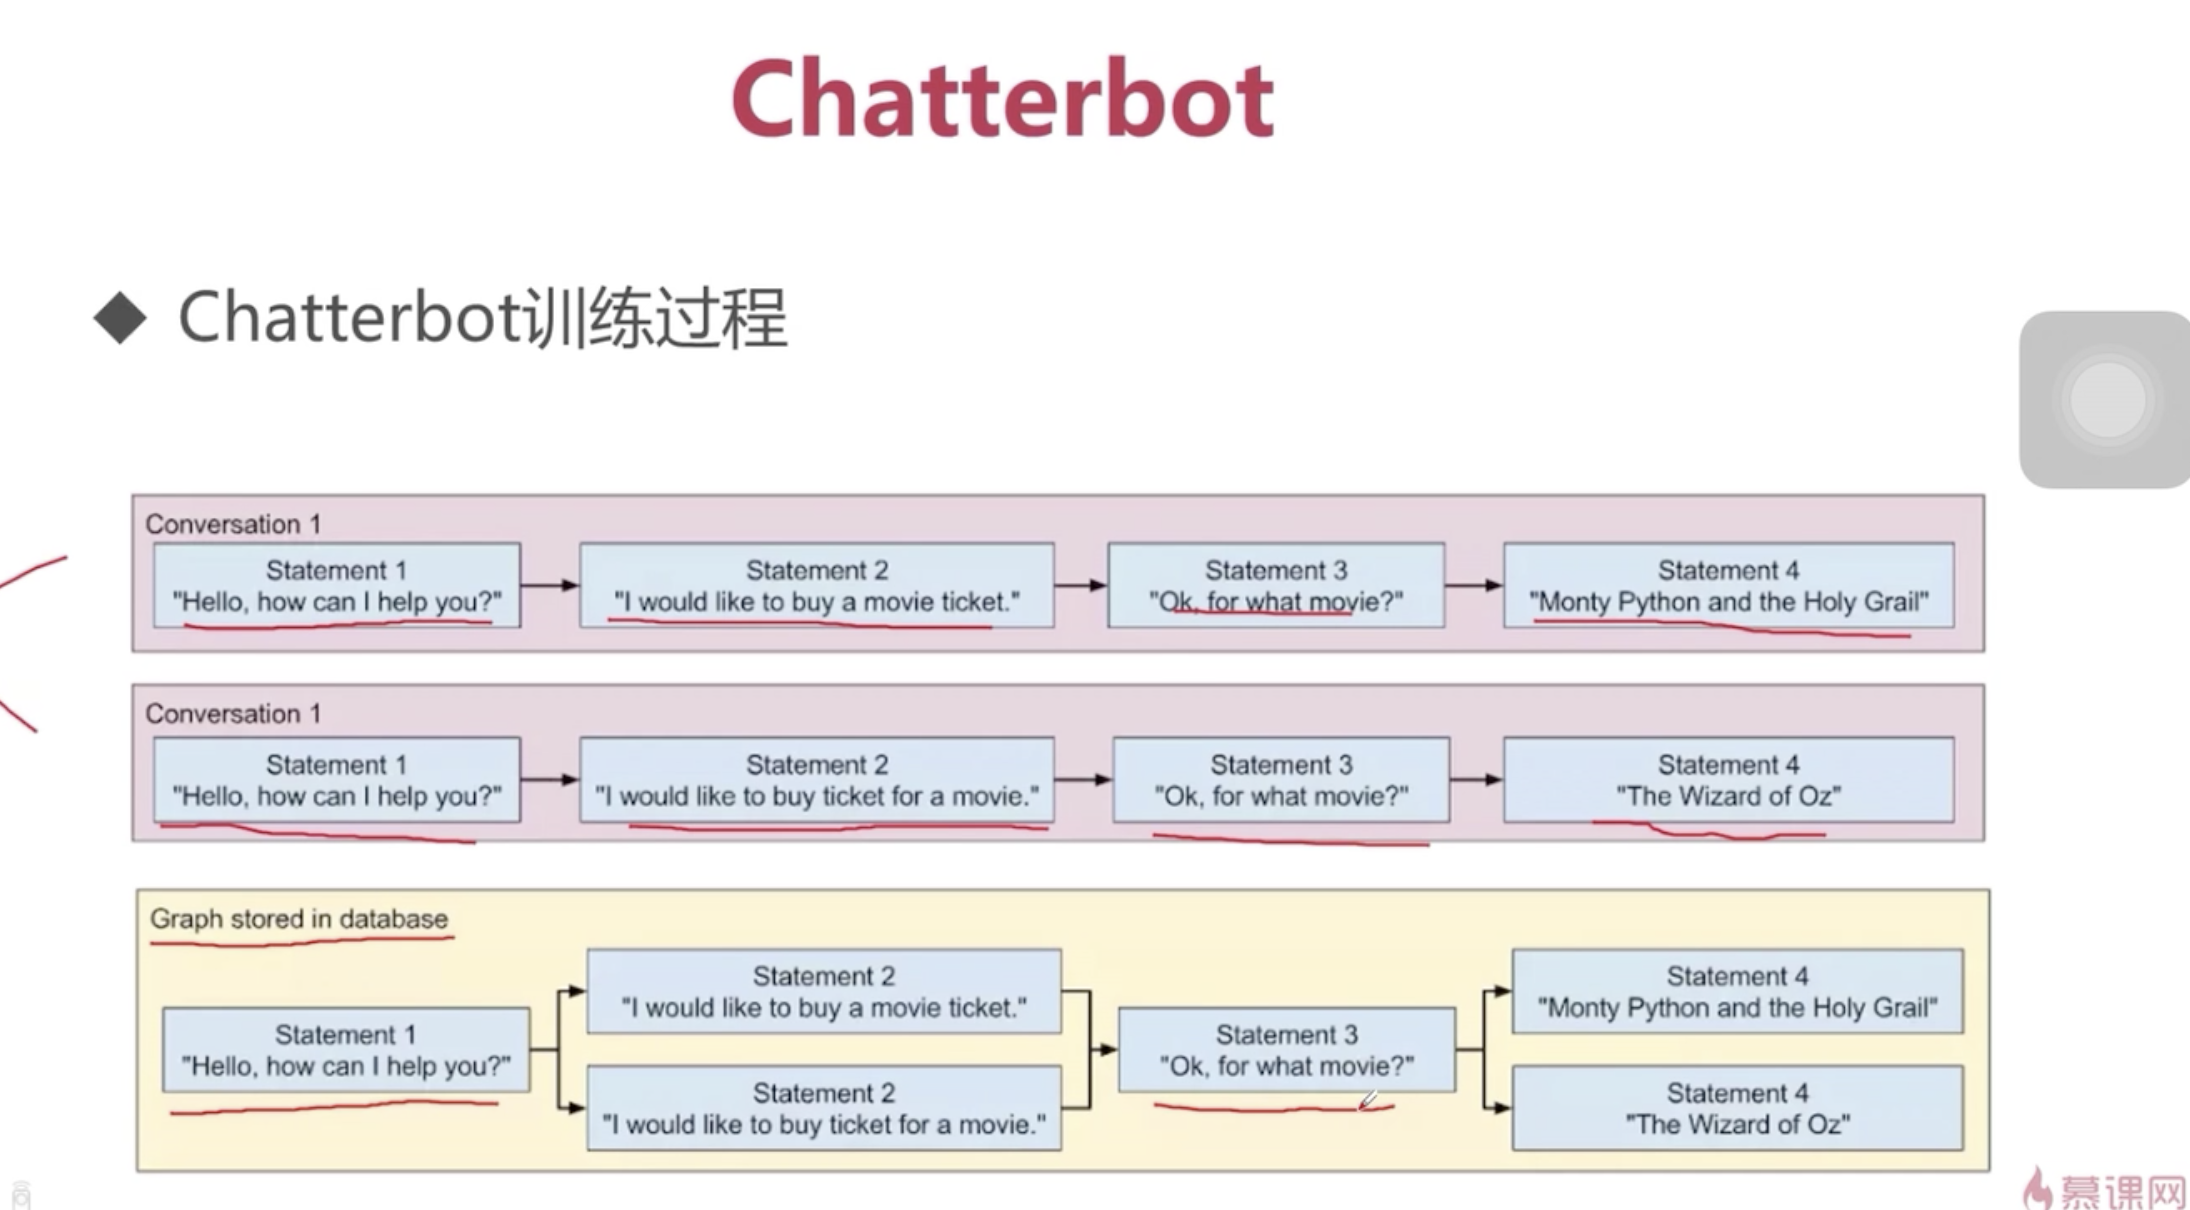 Chatterbot
Chatterbot训练过程
Conversation 1
Statement 1
"Hello, how can I help you?"
Statement 2
"I would like to buy a movie ticket."
Statement 3
"Ok, for what movie?"
Statement 4
"Monty Python and the Holy Grail"
Conversation 1
Statement 1
"Hello, how can I help you?"
Statement 2
"I would like to buy ticket for a movie."
Statement 3
"Ok, for what movie?"
Statement 4
"The Wizard of Oz"
Graph stored in database
Statement 1
"Hello, how can I help you?"
Statement 2
"I would like to buy a movie ticket."
Statement 2
"I would like to buy ticket for a movie."
Statement 3
"Ok, for what movie?"
Statement 4
"Monty Python and the Holy Grail"
Statement 4
"The Wizard of Oz"
慕课网